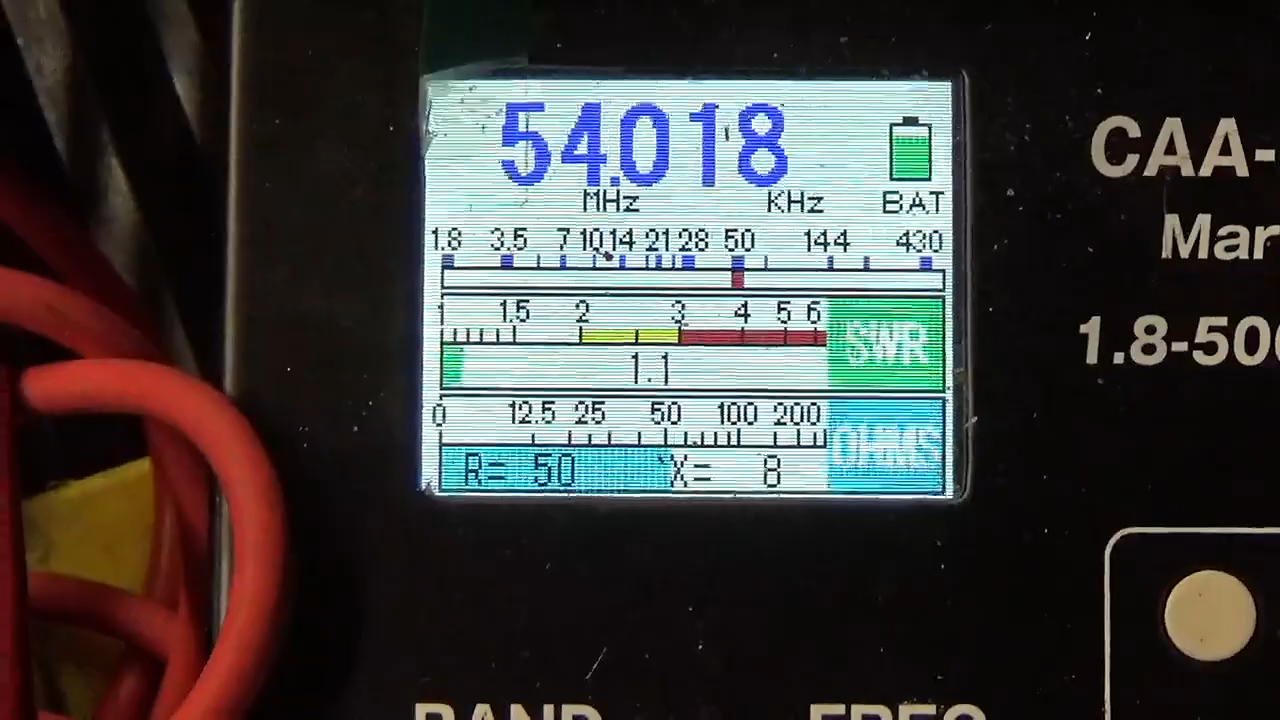 54.018
MHz KHz BAT
1.8 3.5 7 10 14 21 28 50 144 430
1 1.5 2 3 4 5 6 SWR
1.1
0 12.5 25 50 100 200 OHMS
R= 50 X= 8
CAA-
Mar
1.8-500
BAND FREQ